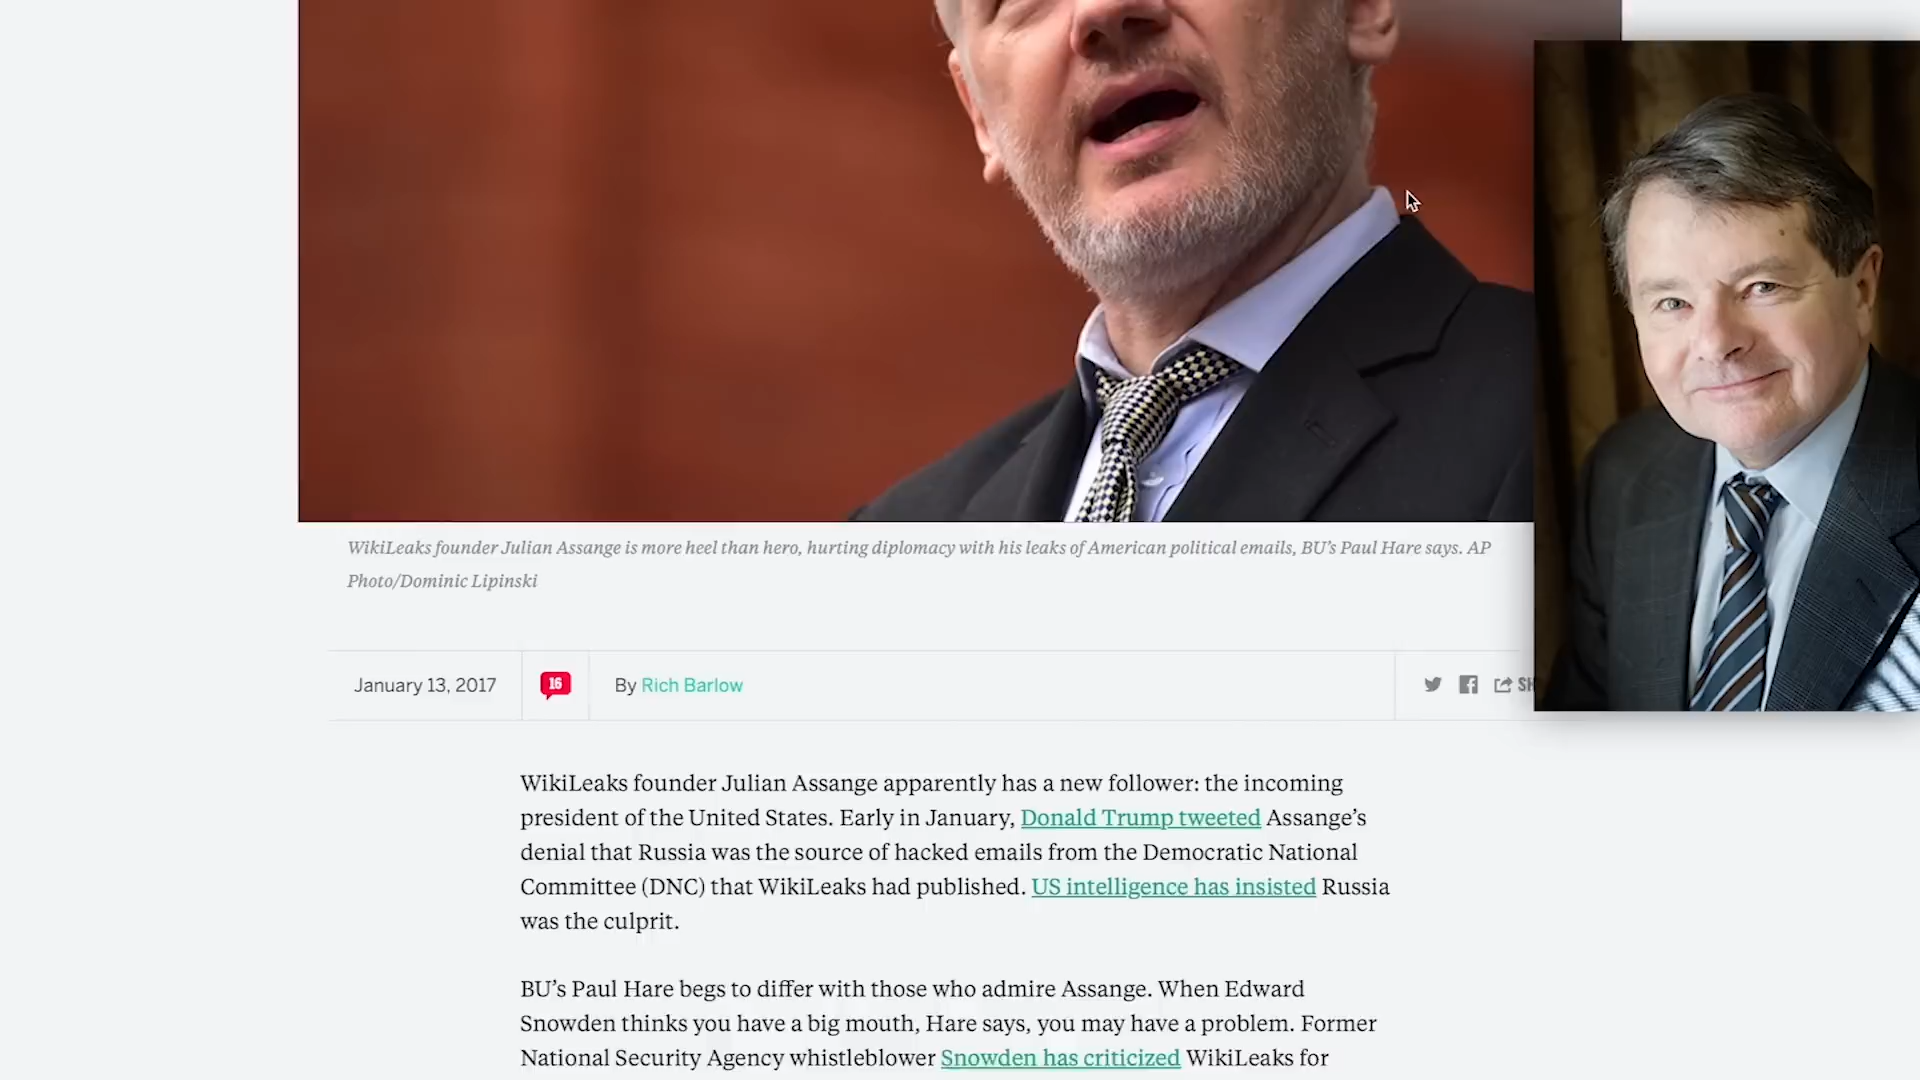 WikiLeaks founder Julian Assange is more heel than hero, hurting diplomacy with his leaks of American political emails, BU's Paul Hare says. AP
Photo/Dominic Lipinski
January 13, 2017
16
By Rich Barlow
WikiLeaks founder Julian Assange apparently has a new follower: the incoming
president of the United States. Early in January, Donald Trump tweeted Assange's
denial that Russia was the source of hacked emails from the Democratic National
Committee (DNC) that WikiLeaks had published. US intelligence has insisted Russia
was the culprit.
BU's Paul Hare begs to differ with those who admire Assange. When Edward
Snowden thinks you have a big mouth, Hare says, you may have a problem. Former
National Security Agency whistleblower Snowden has criticized WikiLeaks for